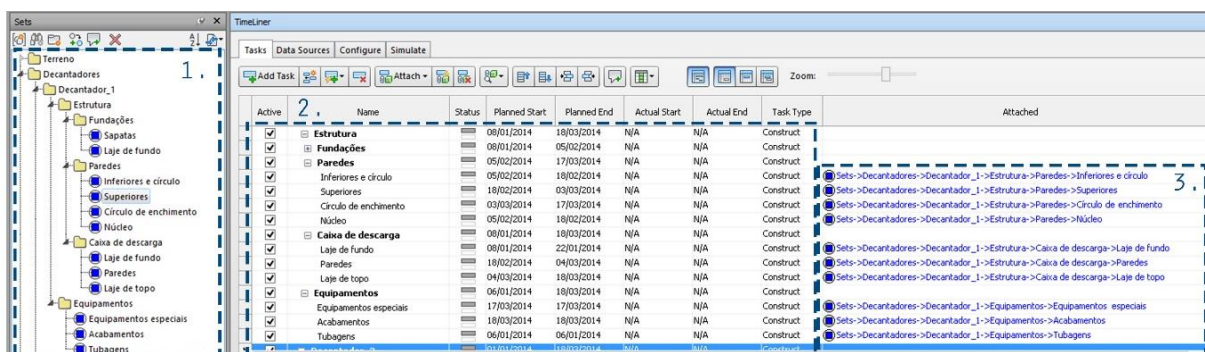 Sets
Terreno
Decantadores
1.
Decantador_1
Estrutura
Fundações
Sapatas
Laje de fundo
Paredes
Inferiores e círculo
Superiores
Círculo de enchimento
Núcleo
Caixa de descarga
Laje de fundo
Paredes
Laje de topo
Equipamentos
Equipamentos especiais
Acabamentos
Tubagens
TimeLiner
Tasks Data Sources Configure Simulate
Add Task Attach Zoom:
Active 2. Name Status Planned Start Planned End Actual Start Actual End Task Type Attached
Estrutura 08/01/2014 18/03/2014 N/A N/A Construct
Fundações 08/01/2014 05/02/2014 N/A N/A Construct
Paredes 05/02/2014 17/03/2014 N/A N/A Construct
Inferiores e círculo 05/02/2014 18/02/2014 N/A N/A Construct Sets->Decantadores->Decantador_1->Estrutura->Paredes->Inferiores e círculo
3.
Superiores 18/02/2014 03/03/2014 N/A N/A Construct Sets->Decantadores->Decantador_1->Estrutura->Paredes->Superiores
Círculo de enchimento 03/03/2014 17/03/2014 N/A N/A Construct Sets->Decantadores->Decantador_1->Estrutura->Paredes->Círculo de enchimento
Núcleo 05/02/2014 18/02/2014 N/A N/A Construct Sets->Decantadores->Decantador_1->Estrutura->Paredes->Núcleo
Caixa de descarga 08/01/2014 18/03/2014 N/A N/A Construct
Laje de fundo 08/01/2014 22/01/2014 N/A N/A Construct Sets->Decantadores->Decantador_1->Estrutura->Caixa de descarga->Laje de fundo
Paredes 18/02/2014 04/03/2014 N/A N/A Construct Sets->Decantadores->Decantador_1->Estrutura->Caixa de descarga->Paredes
Laje de topo 04/03/2014 18/03/2014 N/A N/A Construct Sets->Decantadores->Decantador_1->Estrutura->Caixa de descarga->Laje de topo
Equipamentos 06/01/2014 18/03/2014 N/A N/A Construct
Equipamentos especiais 17/03/2014 17/03/2014 N/A N/A Construct Sets->Decantadores->Decantador_1->Equipamentos->Equipamentos especiais
Acabamentos 18/03/2014 18/03/2014 N/A N/A Construct Sets->Decantadores->Decantador_1->Equipamentos->Acabamentos
Tubagens 06/01/2014 06/01/2014 N/A N/A Construct Sets->Decantadores->Decantador_1->Equipamentos->Tubagens